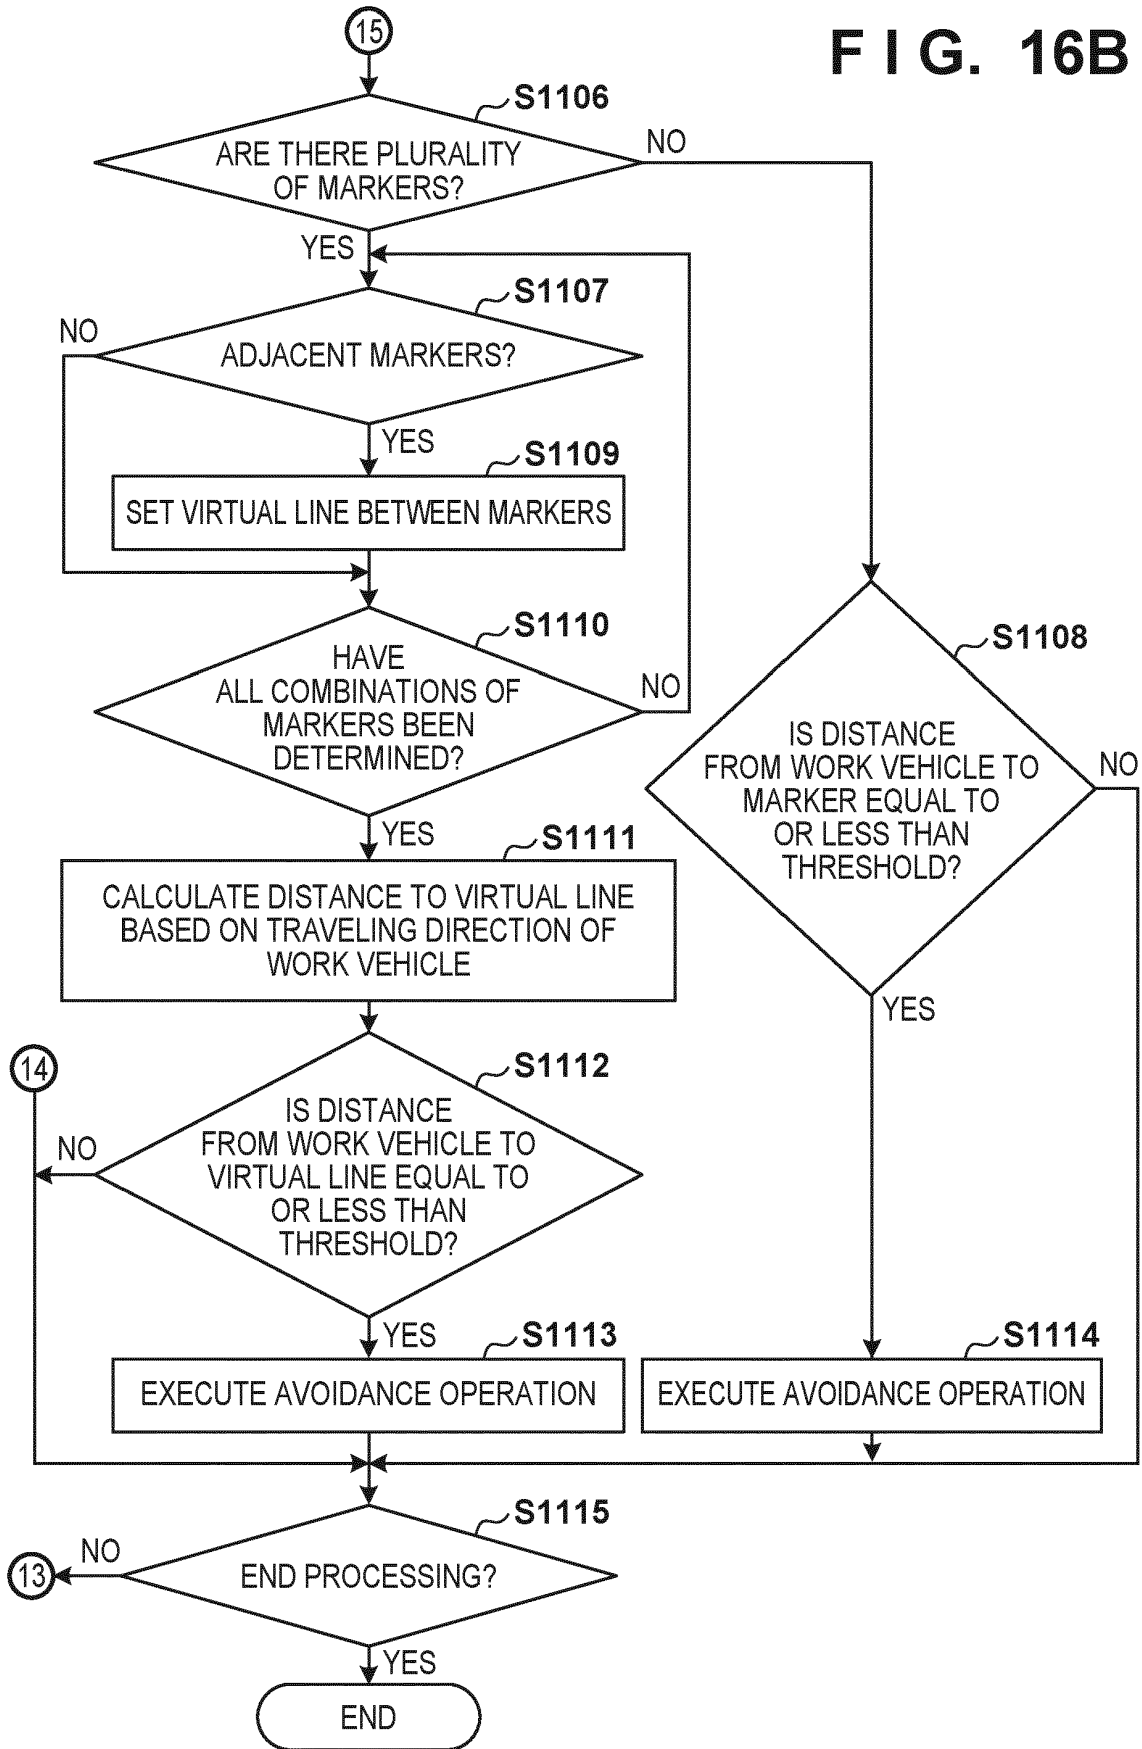 15
FIG. 16B
S1106
ARE THERE PLURALITY
OF MARKERS?
NO
YES
S1107
NO
ADJACENT MARKERS?
YES
S1109
SET VIRTUAL LINE BETWEEN MARKERS
S1110
HAVE
ALL COMBINATIONS OF
MARKERS BEEN
DETERMINED?
NO
YES
S1108
IS DISTANCE
FROM WORK VEHICLE TO
MARKER EQUAL TO
OR LESS THAN
THRESHOLD?
NO
YES
S1111
CALCULATE DISTANCE TO VIRTUAL LINE
BASED ON TRAVELING DIRECTION OF
WORK VEHICLE
14
S1112
IS DISTANCE
FROM WORK VEHICLE TO
VIRTUAL LINE EQUAL TO
OR LESS THAN
THRESHOLD?
NO
YES
S1113
EXECUTE AVOIDANCE OPERATION
S1114
EXECUTE AVOIDANCE OPERATION
S1115
END PROCESSING?
NO
13
YES
END